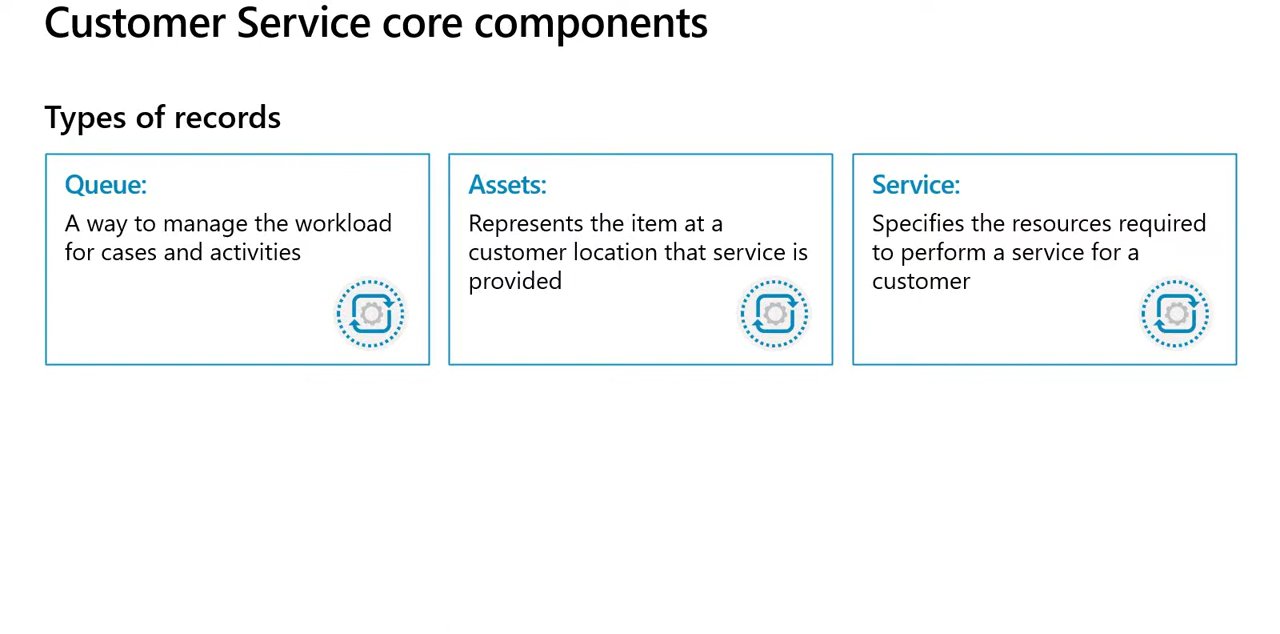 Customer Service core components
Types of records
Queue:
A way to manage the workload
for cases and activities
Assets:
Represents the item at a
customer location that service is
provided
Service:
Specifies the resources required
to perform a service for a
customer